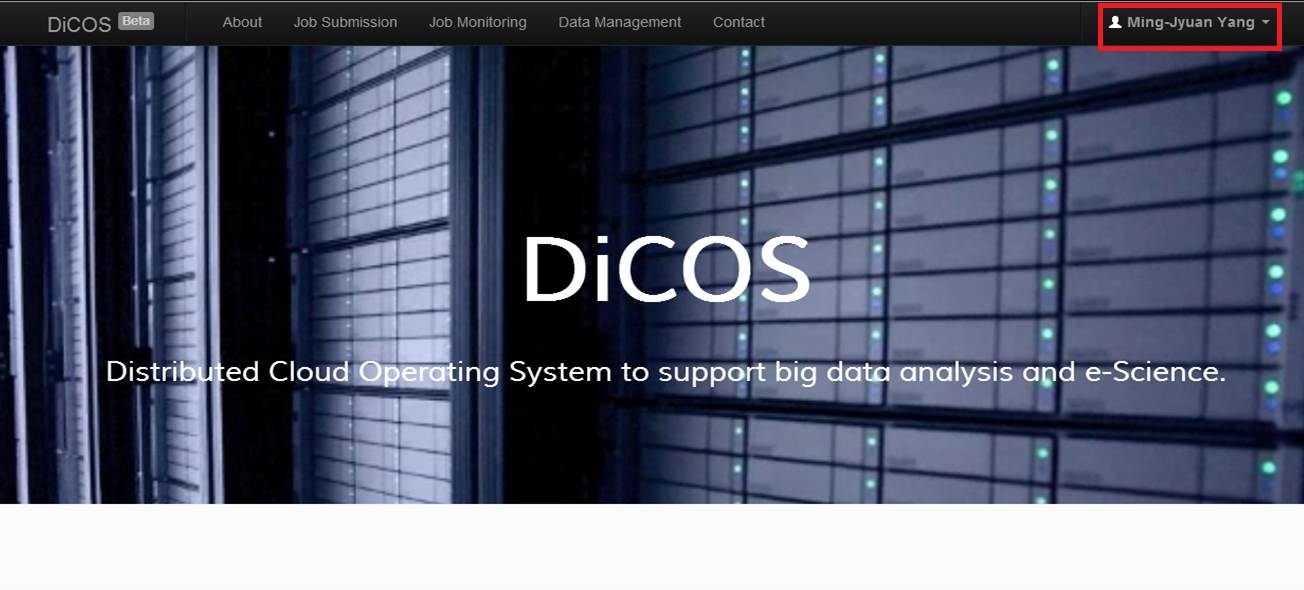 DiCOS Beta About Job Submission Job Monitoring Data Management Contact Ming-Jyuan Yang
DiCOS
Distributed Cloud Operating System to support big data analysis and e-Science.